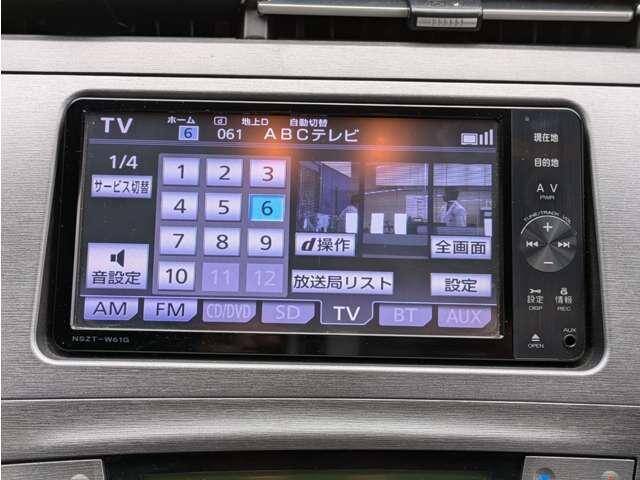 TV
ホーム d 地上D 自動切替
6 061 ABCテレビ
1/4
サービス切替
1 2 3
4 5 6
7 8 9
10 11 12
音設定
d操作
全画面
放送局リスト
設定
AM FM CD/DVD SD TV BT AUX
NSZT-W61G
現在地
目的地
AV
PWR
TUNE/TRACK VOL
+
-
設定 情報
DISP REC
AUX
OPEN